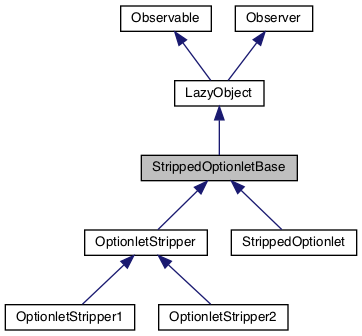 Observable
Observer
LazyObject
StrippedOptionletBase
OptionletStripper
StrippedOptionlet
OptionletStripper1
OptionletStripper2